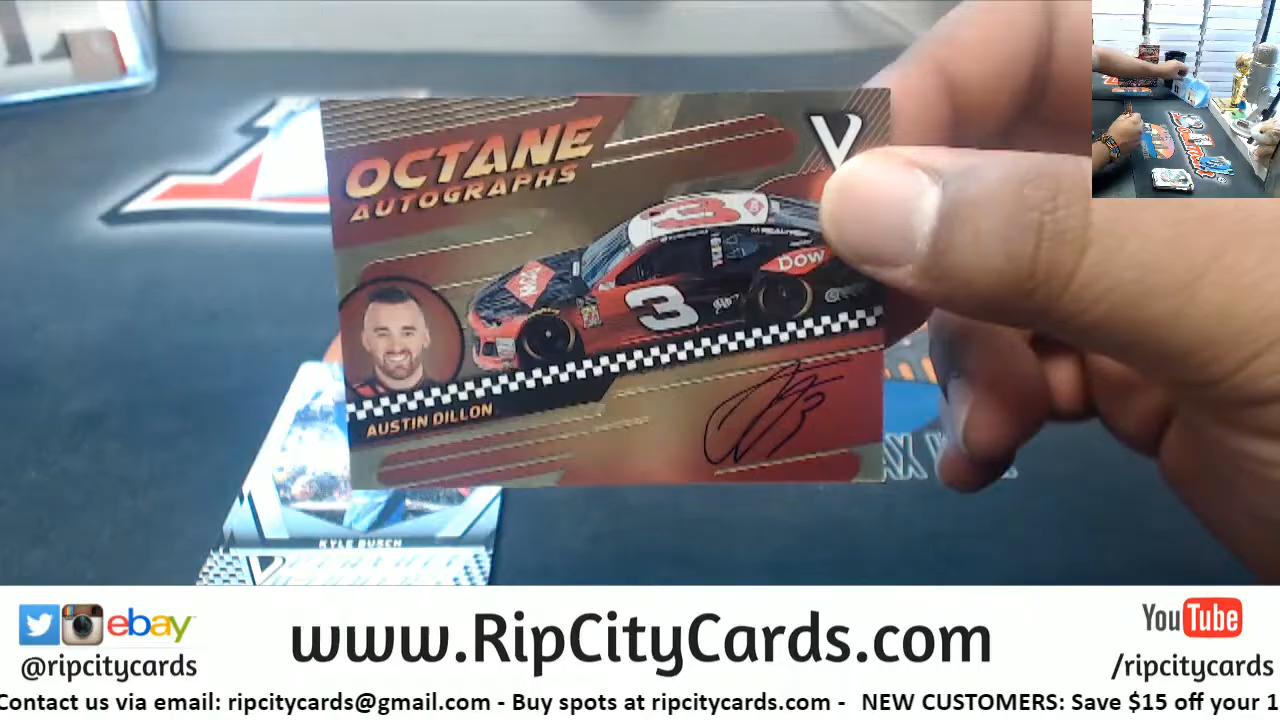 OCTANE
AUTOGRAPHS
V
3
DOW
3
AUSTIN DILLON
KYLE BUSCH
ebay
www.RipCityCards.com
YouTube
@ripcitycards
/ripcitycards
Contact us via email: ripcitycards@gmail.com - Buy spots at ripcitycards.com - NEW CUSTOMERS: Save $15 off your 1